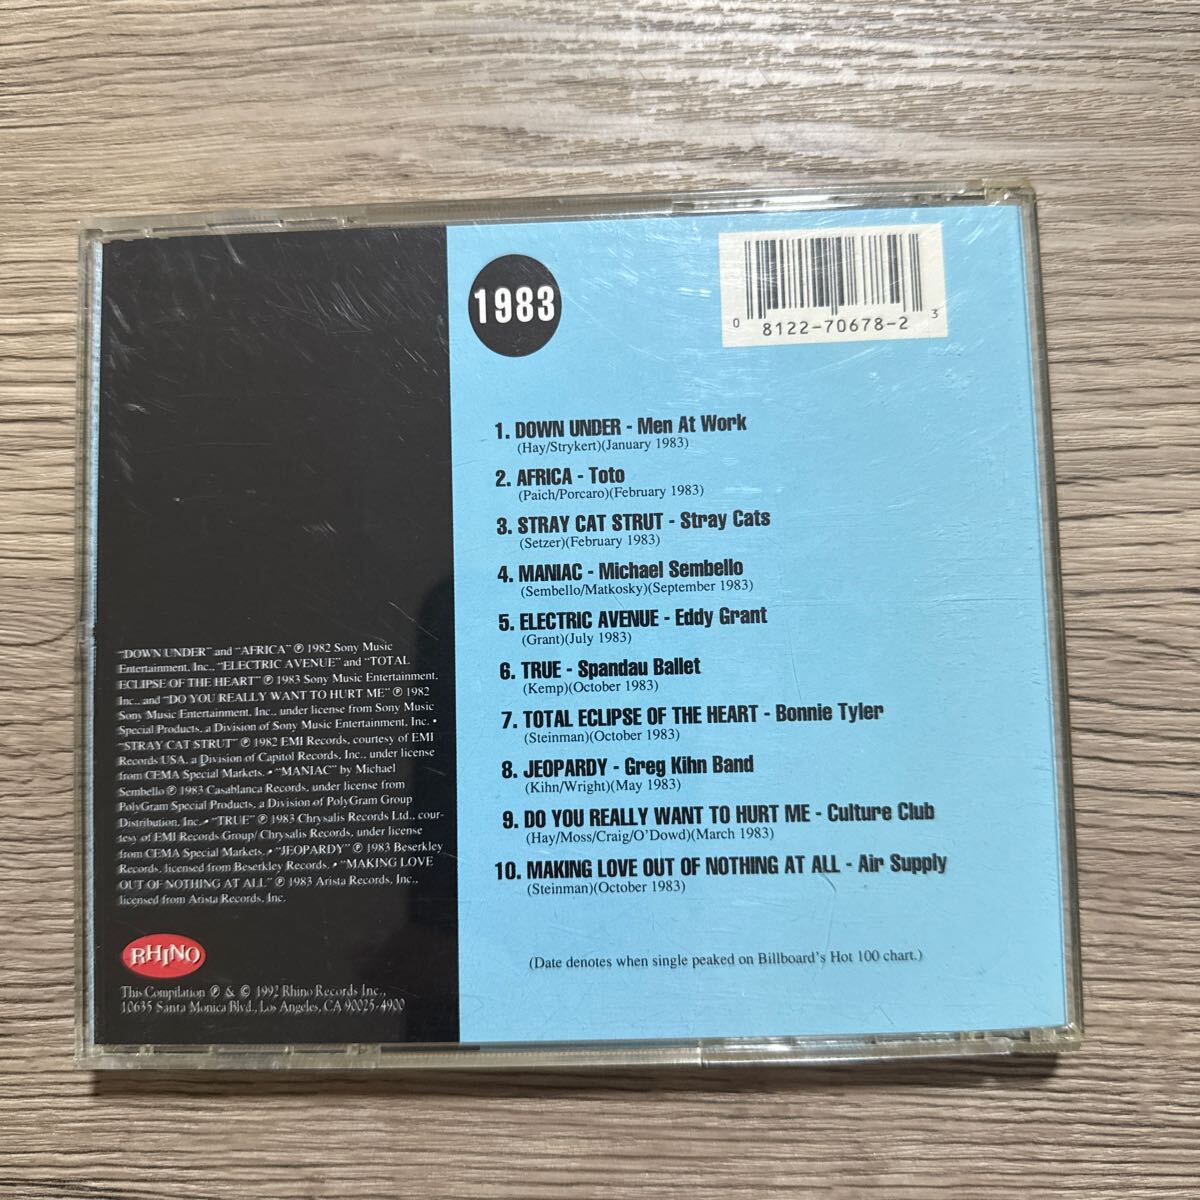 1983
0 8122-70678-2 3
1. DOWN UNDER - Men At Work
(Hay/Strykert)(January 1983)
2. AFRICA - Toto
(Paich/Porcaro)(February 1983)
3. STRAY CAT STRUT - Stray Cats
(Setzer)(February 1983)
4. MANIAC - Michael Sembello
(Sembello/Matkosky)(September 1983)
5. ELECTRIC AVENUE - Eddy Grant
(Grant)(July 1983)
6. TRUE - Spandau Ballet
(Kemp)(October 1983)
7. TOTAL ECLIPSE OF THE HEART - Bonnie Tyler
(Steinman)(October 1983)
8. JEOPARDY - Greg Kihn Band
(Kihn/Wright)(May 1983)
9. DO YOU REALLY WANT TO HURT ME - Culture Club
(Hay/Moss/Craig/O'Dowd)(March 1983)
10. MAKING LOVE OUT OF NOTHING AT ALL - Air Supply
(Steinman)(October 1983)
(Date denotes when single peaked on Billboard's Hot 100 chart.)
"DOWN UNDER" and "AFRICA" ℗ 1982 Sony Music
Entertainment, Inc., "ELECTRIC AVENUE" and "TOTAL
ECLIPSE OF THE HEART" ℗ 1983 Sony Music Entertainment,
Inc., and "DO YOU REALLY WANT TO HURT ME" ℗ 1982
Sony Music Entertainment, Inc., under license from Sony Music
Special Products, a Division of Sony Music Entertainment, Inc. •
"STRAY CAT STRUT" ℗ 1982 EMI Records, courtesy of EMI
Records USA, a Division of Capitol Records, Inc., under license
from CEMA Special Markets. • "MANIAC" by Michael
Sembello ℗ 1983 Casablanca Records, under license from
PolyGram Special Products, a Division of PolyGram Group
Distribution, Inc. • "TRUE" ℗ 1983 Chrysalis Records Ltd., cour-
tesy of EMI Records Group/ Chrysalis Records, under license
from CEMA Special Markets. • "JEOPARDY" ℗ 1983 Beserkley
Records, licensed from Beserkley Records. • "MAKING LOVE
OUT OF NOTHING AT ALL" ℗ 1983 Arista Records, Inc.,
licensed from Arista Records, Inc.
RHINO
This Compilation ℗ & © 1992 Rhino Records Inc.,
10635 Santa Monica Blvd., Los Angeles, CA 90025-4900